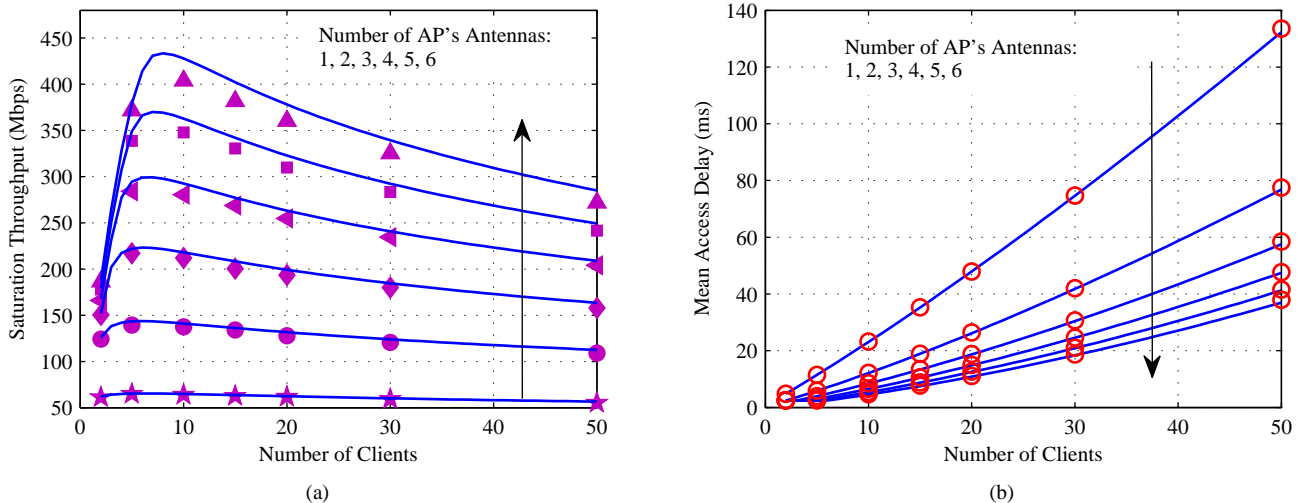 450
400
350
300
250
200
150
100
50
Saturation Throughput (Mbps)
Number of AP's Antennas:
1, 2, 3, 4, 5, 6
0
10
20
30
40
50
Number of Clients
(a)
140
120
100
80
60
40
20
0
Mean Access Delay (ms)
Number of AP's Antennas:
1, 2, 3, 4, 5, 6
0
10
20
30
40
50
Number of Clients
(b)